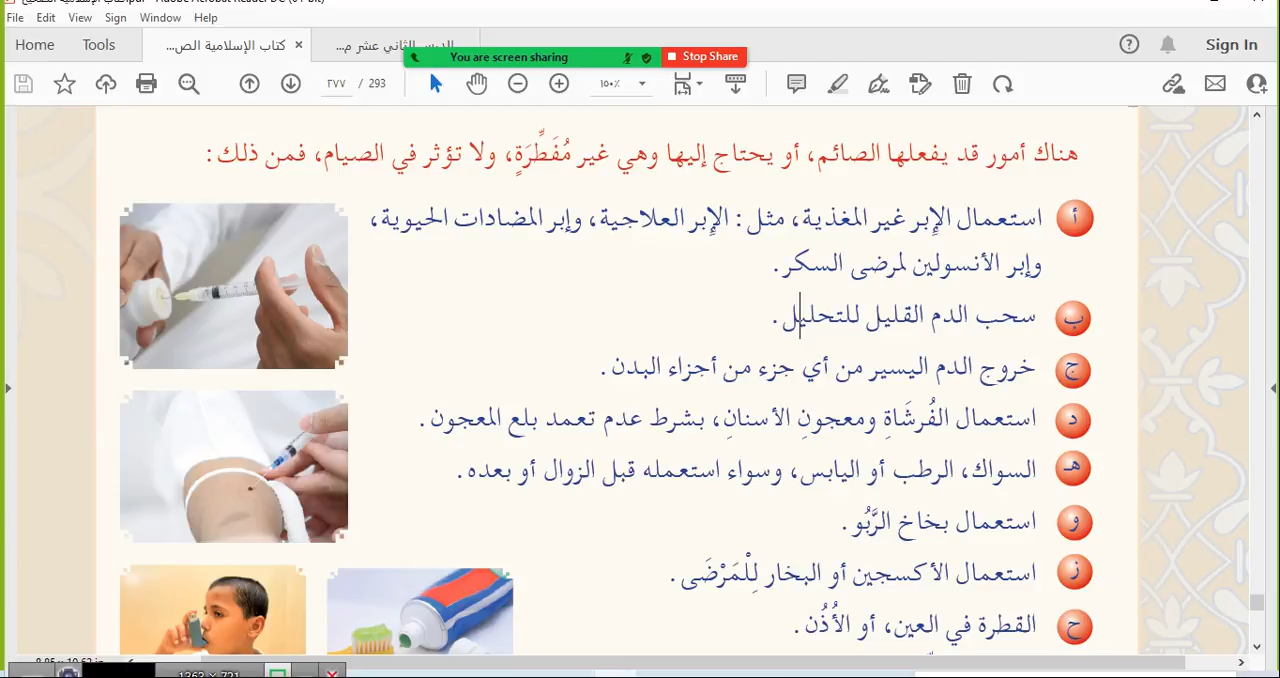 File Edit View Sign Window Help
Home Tools كتاب الإسلامية الص... × الدرس الثاني عشر م... Sign In
You are screen sharing Stop Share
٢٧٧ / 293 ١٥٠٪
هناك أمور قد يفعلها الصائم، أو يحتاج إليها وهي غير مُفَطِّرَةٍ، ولا تؤثر في الصيام، فمن ذلك:
أ استعمال الإبر غير المغذية، مثل: الإبر العلاجية، وإبر المضادات الحيوية،
وإبر الأنسولين لمرضى السكر.
ب سحب الدم القليل للتحليل.
ج خروج الدم اليسير من أي جزء من أجزاء البدن.
د استعمال الفُرشَاةِ ومعجونِ الأسنانِ، بشرط عدم تعمد بلع المعجون.
هـ السواك، الرطب أو اليابس، وسواء استعمله قبل الزوال أو بعده.
و استعمال بخاخ الرَّبُو.
ز استعمال الأكسجين أو البخار لِلْمَرْضَى.
ح القطرة في العين، أو الأُذُن.